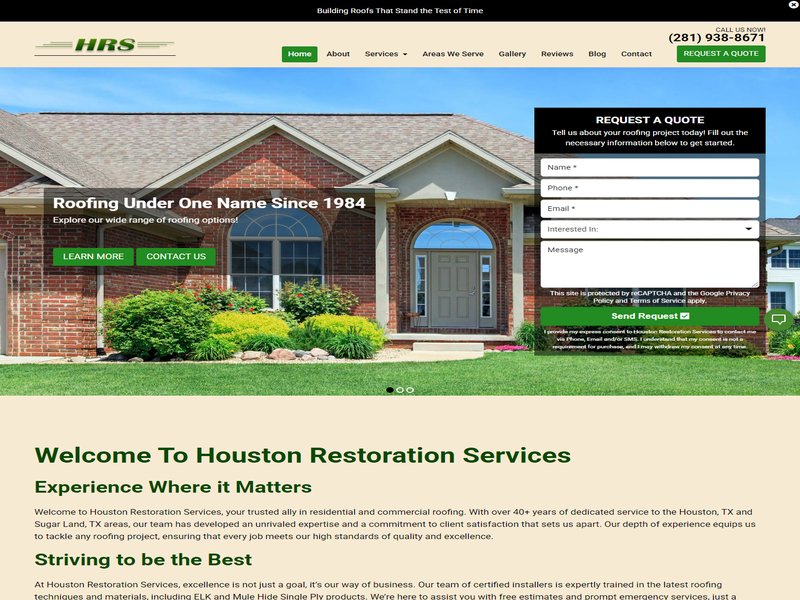 Building Roofs That Stand the Test of Time
HRS
CALL US NOW!
(281) 938-8671
Home About Services Areas We Serve Gallery Reviews Blog Contact REQUEST A QUOTE
Roofing Under One Name Since 1984
Explore our wide range of roofing options!
LEARN MORE CONTACT US
REQUEST A QUOTE
Tell us about your roofing project today! Fill out the
necessary information below to get started.
Name *
Phone *
Email *
Interested In:
Message
This site is protected by reCAPTCHA and the Google Privacy
Policy and Terms of Service apply.
Send Request
I provide my express consent to Houston Restoration Services to contact me
via Phone, Email and/or SMS. I understand that my consent is not a
requirement for purchase, and I may withdraw my consent at any time.
Welcome To Houston Restoration Services
Experience Where it Matters
Welcome to Houston Restoration Services, your trusted ally in residential and commercial roofing. With over 40+ years of dedicated service to the Houston, TX and
Sugar Land, TX areas, our team has developed an unrivaled expertise and a commitment to client satisfaction that sets us apart. Our depth of experience equips us
to tackle any roofing project, ensuring that every job meets our high standards of quality and excellence.
Striving to be the Best
At Houston Restoration Services, excellence is not just a goal, it's our way of business. Our team of certified installers is expertly trained in the latest roofing
techniques and materials, including ELK and Mule Hide Single Ply products. We're here to assist you with free estimates and prompt emergency services, just a